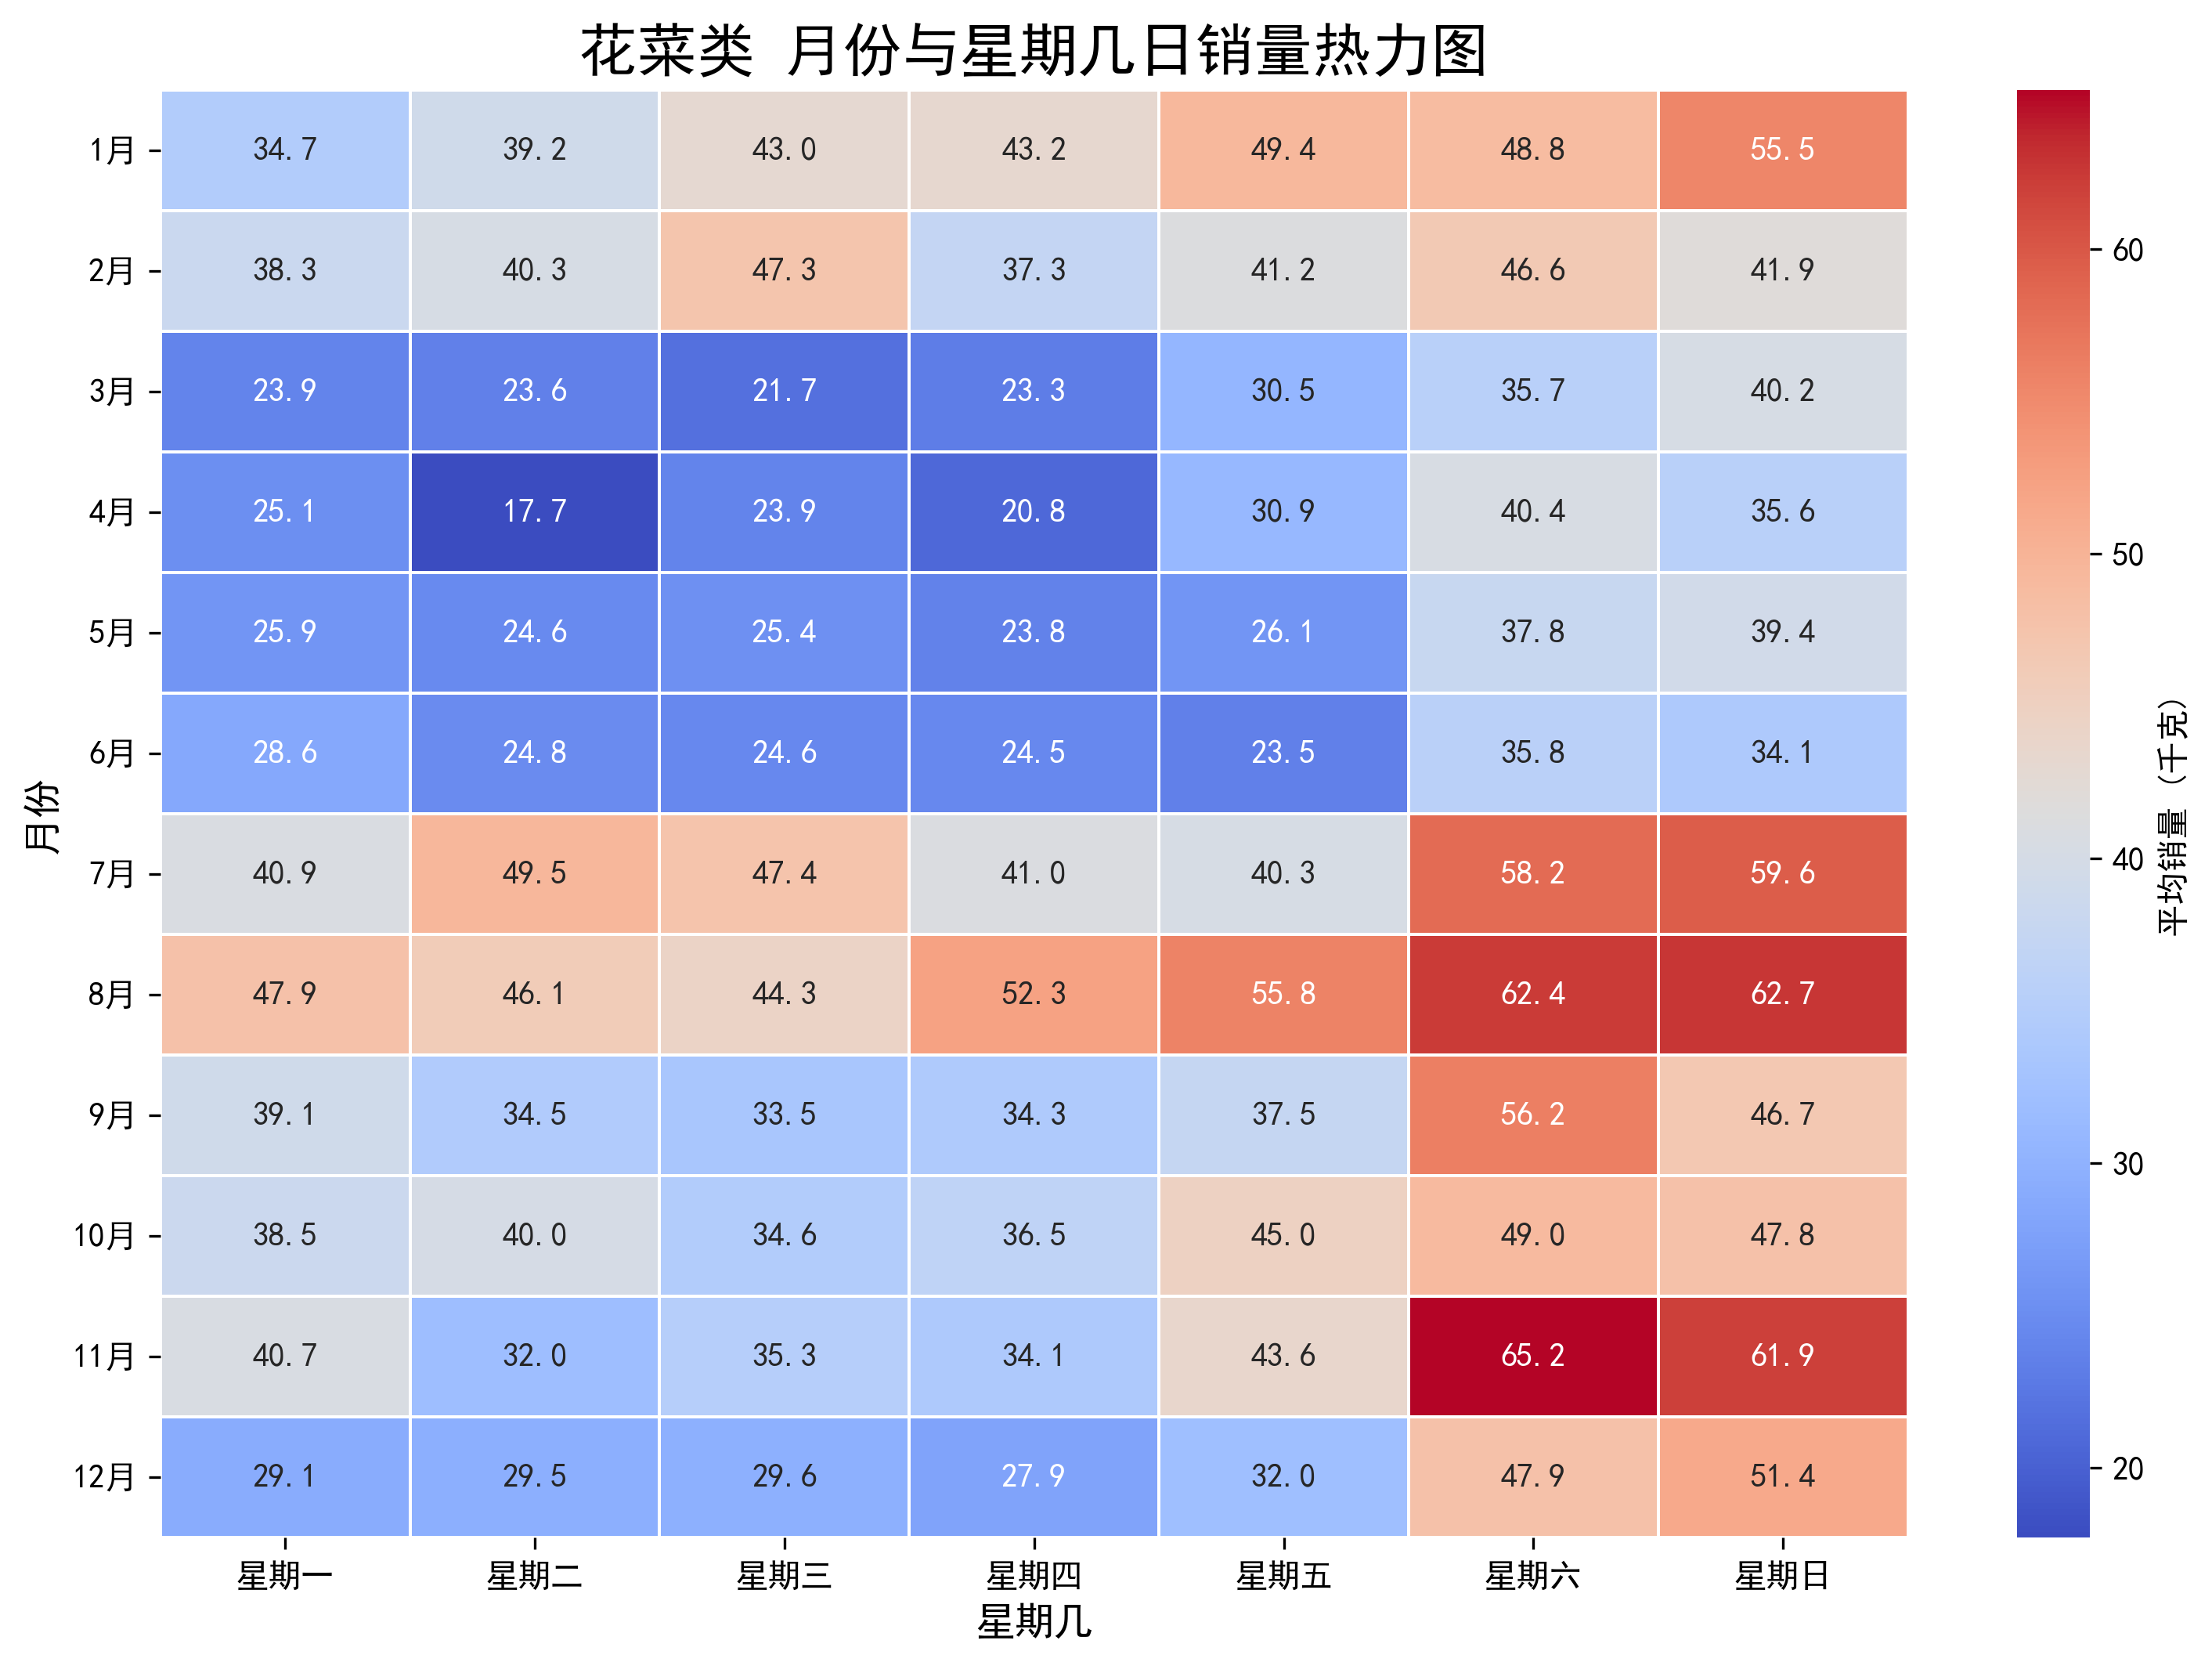 花菜类 月份与星期几日销量热力图
1月 34.7 39.2 43.0 43.2 49.4 48.8 55.5
2月 38.3 40.3 47.3 37.3 41.2 46.6 41.9
3月 23.9 23.6 21.7 23.3 30.5 35.7 40.2
4月 25.1 17.7 23.9 20.8 30.9 40.4 35.6
5月 25.9 24.6 25.4 23.8 26.1 37.8 39.4
6月 28.6 24.8 24.6 24.5 23.5 35.8 34.1
7月 40.9 49.5 47.4 41.0 40.3 58.2 59.6
8月 47.9 46.1 44.3 52.3 55.8 62.4 62.7
9月 39.1 34.5 33.5 34.3 37.5 56.2 46.7
10月 38.5 40.0 34.6 36.5 45.0 49.0 47.8
11月 40.7 32.0 35.3 34.1 43.6 65.2 61.9
12月 29.1 29.5 29.6 27.9 32.0 47.9 51.4
星期一 星期二 星期三 星期四 星期五 星期六 星期日
星期几
月份
60
50
40
30
20
平均销量（千克）